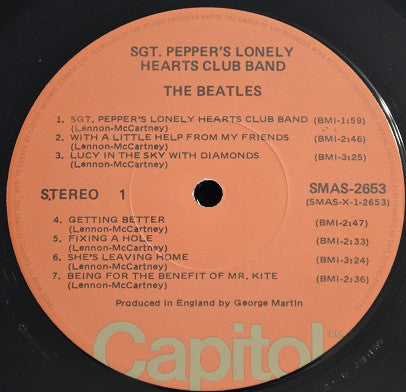 SGT. PEPPER'S LONELY
HEARTS CLUB BAND
THE BEATLES
1. SGT. PEPPER'S LONELY HEARTS CLUB BAND (BMI-1:59)
(Lennon-McCartney)
2. WITH A LITTLE HELP FROM MY FRIENDS (BMI-2:46)
(Lennon-McCartney)
3. LUCY IN THE SKY WITH DIAMONDS (BMI-3:25)
(Lennon-McCartney)
STEREO 1
SMAS-2653
(SMAS-X-1-2653)
4. GETTING BETTER (BMI-2:47)
(Lennon-McCartney)
5. FIXING A HOLE (BMI-2:33)
(Lennon-McCartney)
6. SHE'S LEAVING HOME (BMI-3:24)
(Lennon-McCartney)
7. BEING FOR THE BENEFIT OF MR. KITE (BMI-2:36)
(Lennon-McCartney)
Produced in England by George Martin
Capitol TM